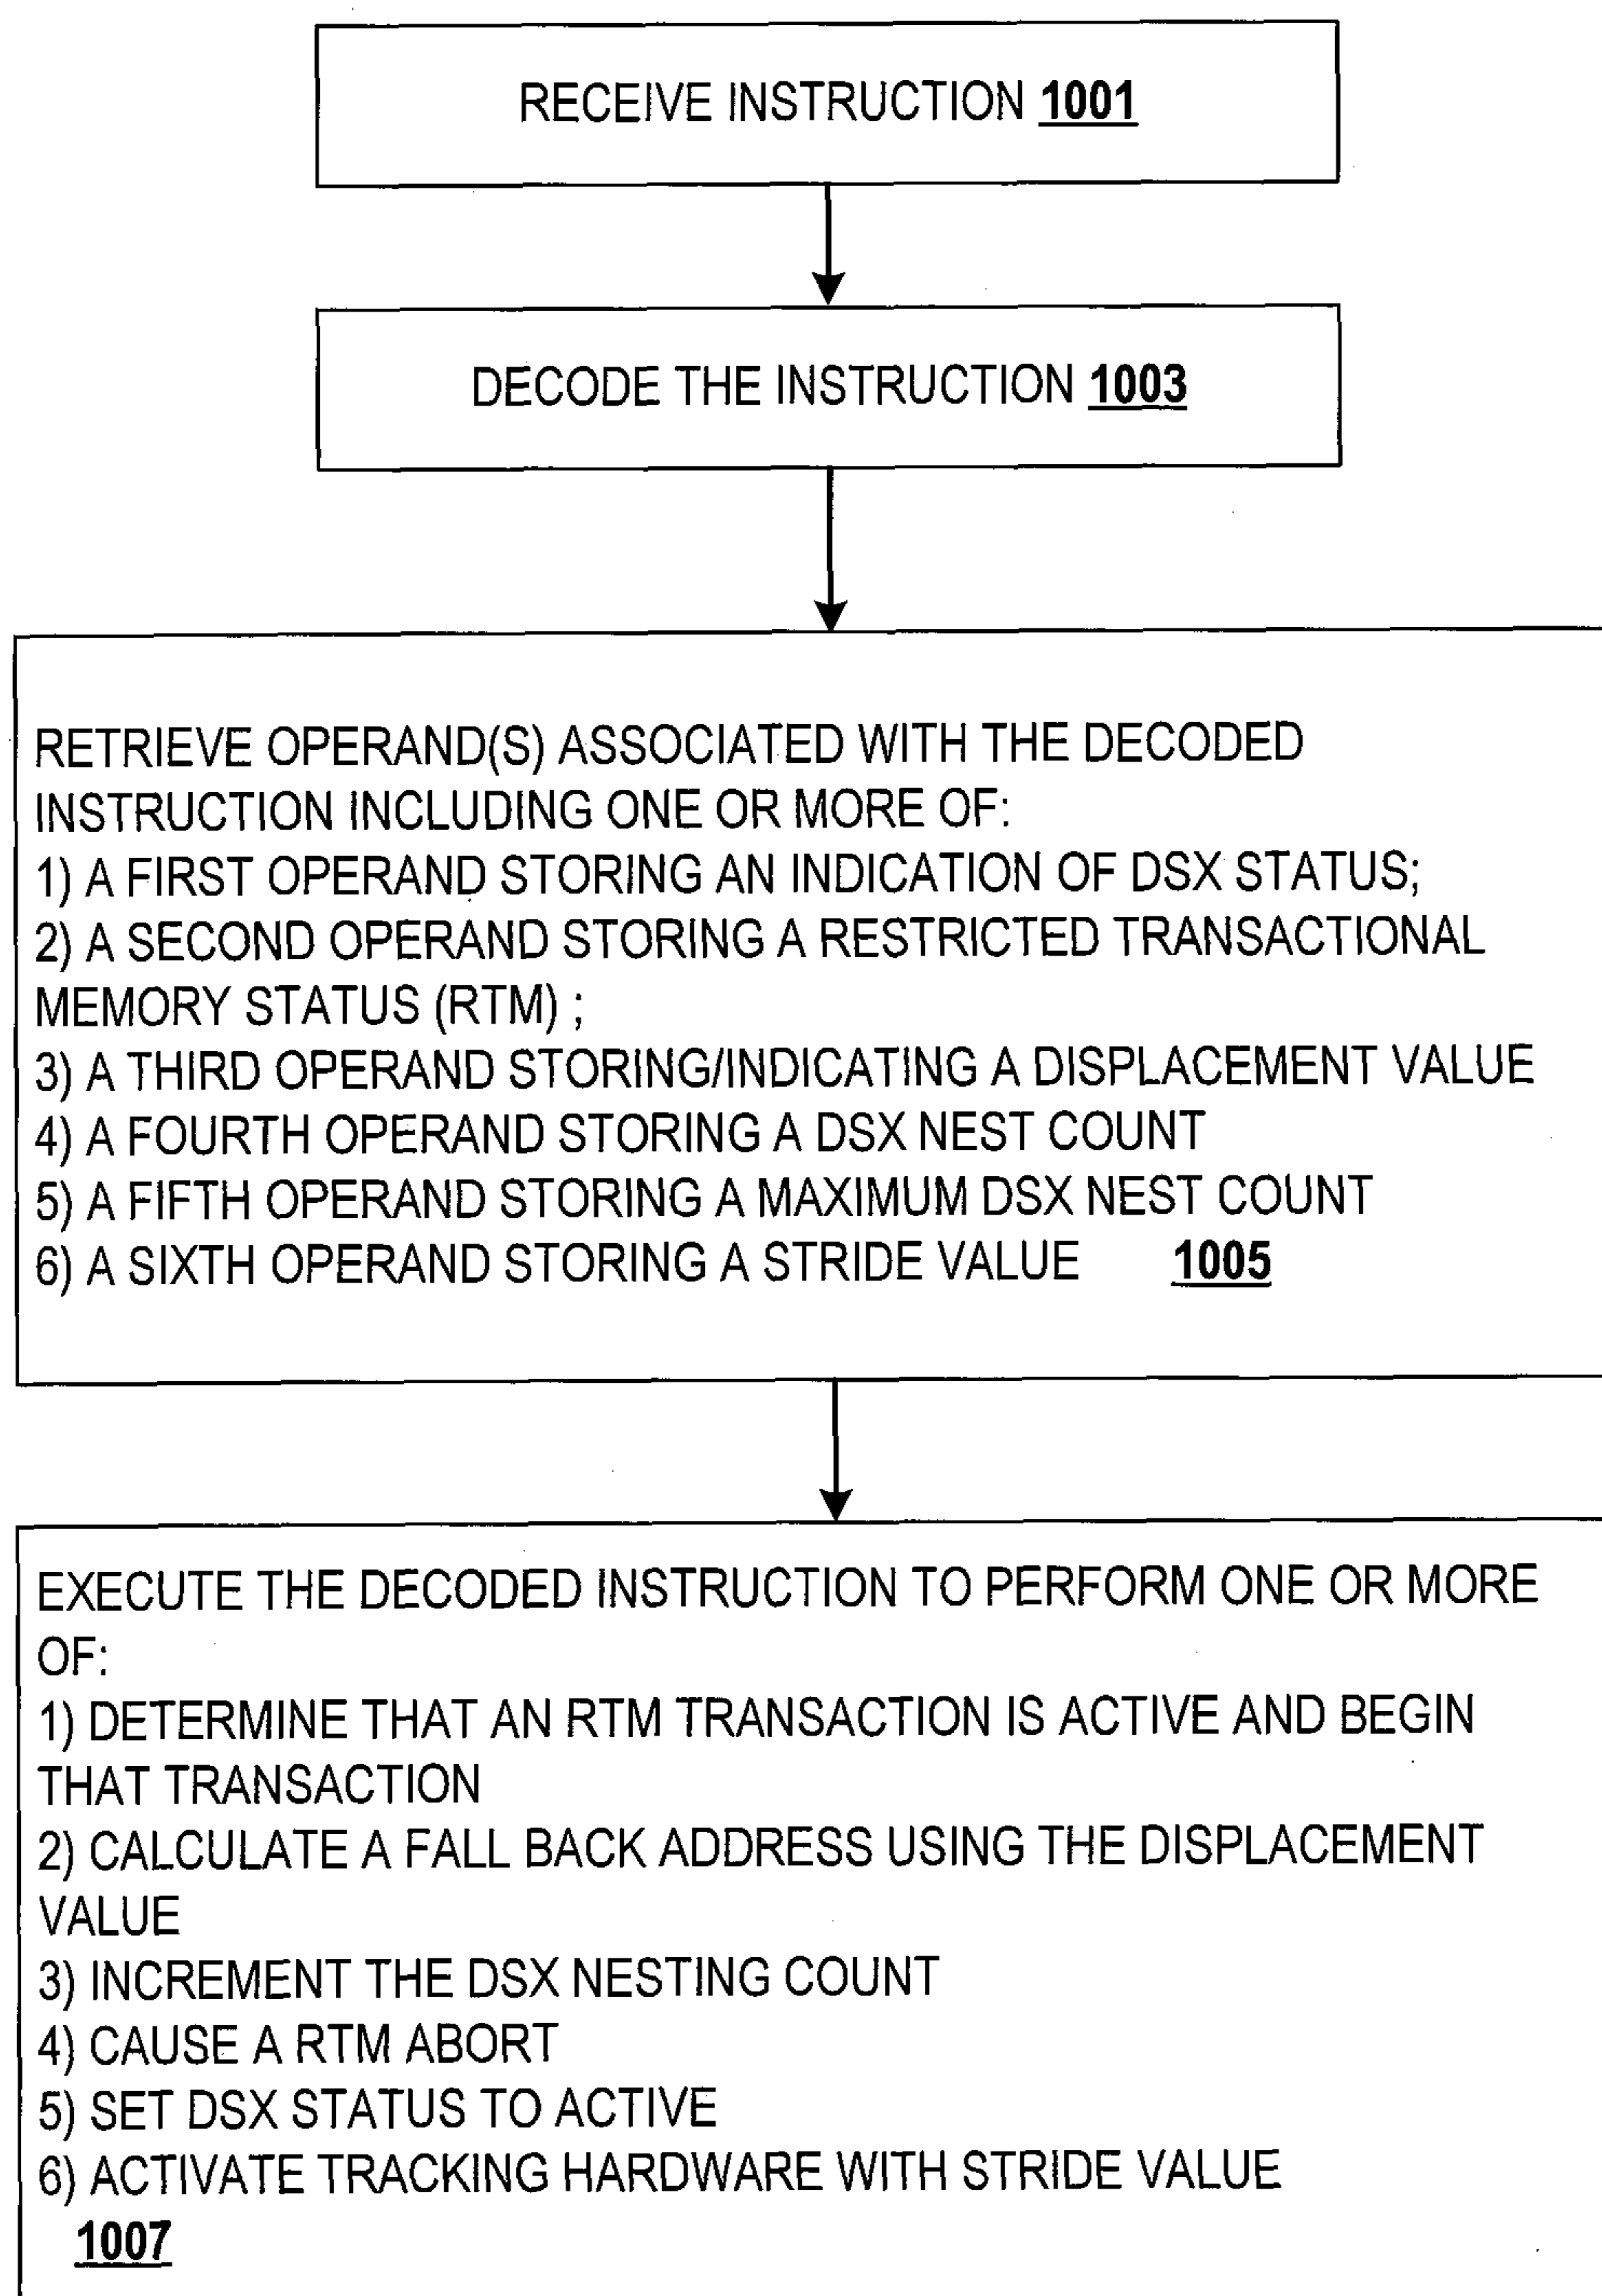 RECEIVE INSTRUCTION 1001
DECODE THE INSTRUCTION 1003
RETRIEVE OPERAND(S) ASSOCIATED WITH THE DECODED
INSTRUCTION INCLUDING ONE OR MORE OF:
1) A FIRST OPERAND STORING AN INDICATION OF DSX STATUS;
2) A SECOND OPERAND STORING A RESTRICTED TRANSACTIONAL
MEMORY STATUS (RTM) ;
3) A THIRD OPERAND STORING/INDICATING A DISPLACEMENT VALUE
4) A FOURTH OPERAND STORING A DSX NEST COUNT
5) A FIFTH OPERAND STORING A MAXIMUM DSX NEST COUNT
6) A SIXTH OPERAND STORING A STRIDE VALUE 1005
EXECUTE THE DECODED INSTRUCTION TO PERFORM ONE OR MORE
OF:
1) DETERMINE THAT AN RTM TRANSACTION IS ACTIVE AND BEGIN
THAT TRANSACTION
2) CALCULATE A FALL BACK ADDRESS USING THE DISPLACEMENT
VALUE
3) INCREMENT THE DSX NESTING COUNT
4) CAUSE A RTM ABORT
5) SET DSX STATUS TO ACTIVE
6) ACTIVATE TRACKING HARDWARE WITH STRIDE VALUE
1007